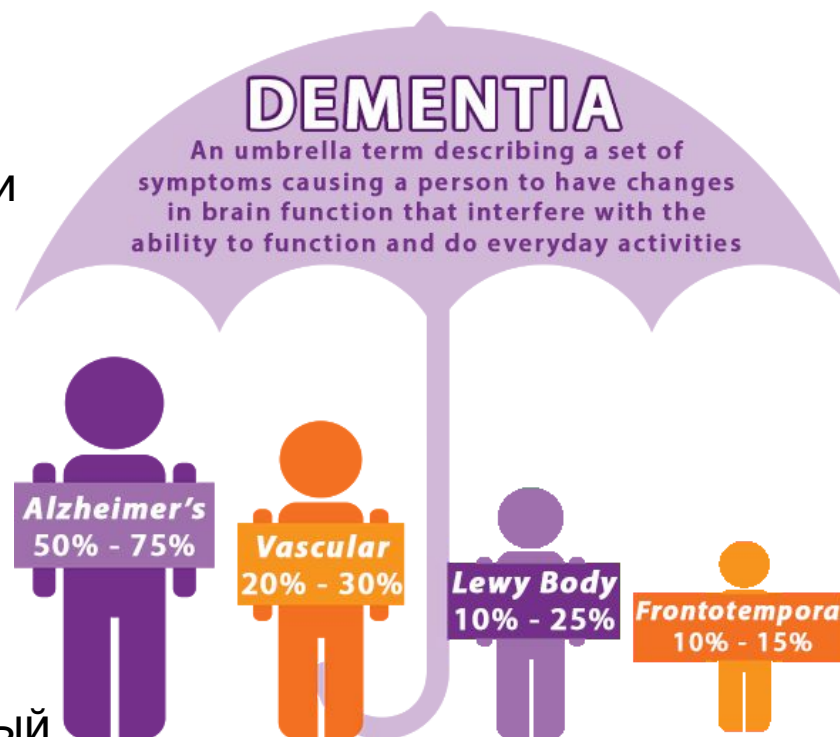 DEMENTIA
An umbrella term describing a set of
и
symptoms causing a person to have changes
in brain function that interfere with the
ability to function and do everyday activities
Alzheimer's
50% - 75%
Vascular
20% - 30%
Lewy Body
10% - 25%
Frontotempora
10% - 15%
ый